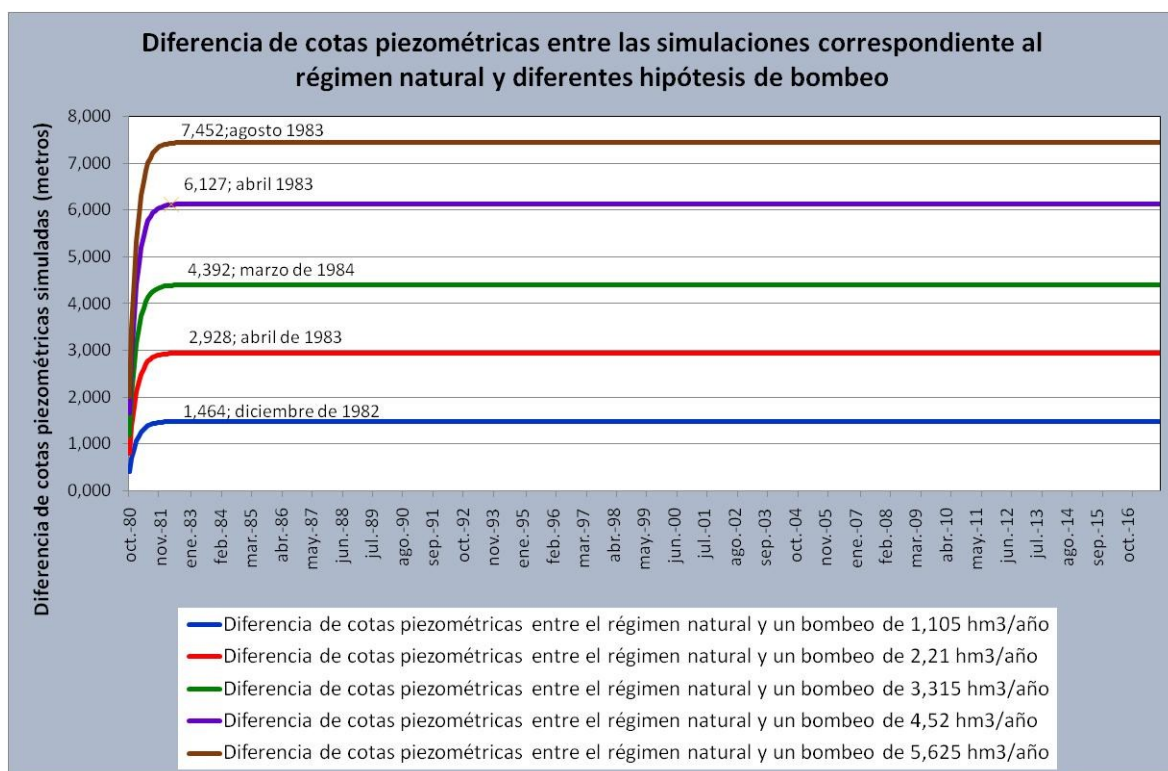 Diferencia de cotas piezométricas entre las simulaciones correspondiente al
régimen natural y diferentes hipótesis de bombeo
Diferencia de cotas piezométricas simuladas (metros)
8,000
7,000
6,000
5,000
4,000
3,000
2,000
1,000
0,000
7,452;agosto 1983
6,127; abril 1983
4,392; marzo de 1984
2,928; abril de 1983
1,464; diciembre de 1982
oct.-80
nov.-81
ene.-83
feb.-84
mar.-85
abr.-86
may.-87
jun.-88
jul.-89
ago.-90
sep.-91
oct.-92
nov.-93
ene.-95
feb.-96
mar.-97
abr.-98
may.-99
jun.-00
jul.-01
ago.-02
sep.-03
oct.-04
nov.-05
ene.-07
feb.-08
mar.-09
abr.-10
may.-11
jun.-12
jul.-13
ago.-14
sep.-15
oct.-16
Diferencia de cotas piezométricas entre el régimen natural y un bombeo de 1,105 hm3/año
Diferencia de cotas piezométricas entre el régimen natural y un bombeo de 2,21 hm3/año
Diferencia de cotas piezométricas entre el régimen natural y un bombeo de 3,315 hm3/año
Diferencia de cotas piezométricas entre el régimen natural y un bombeo de 4,52 hm3/año
Diferencia de cotas piezométricas entre el régimen natural y un bombeo de 5,625 hm3/año